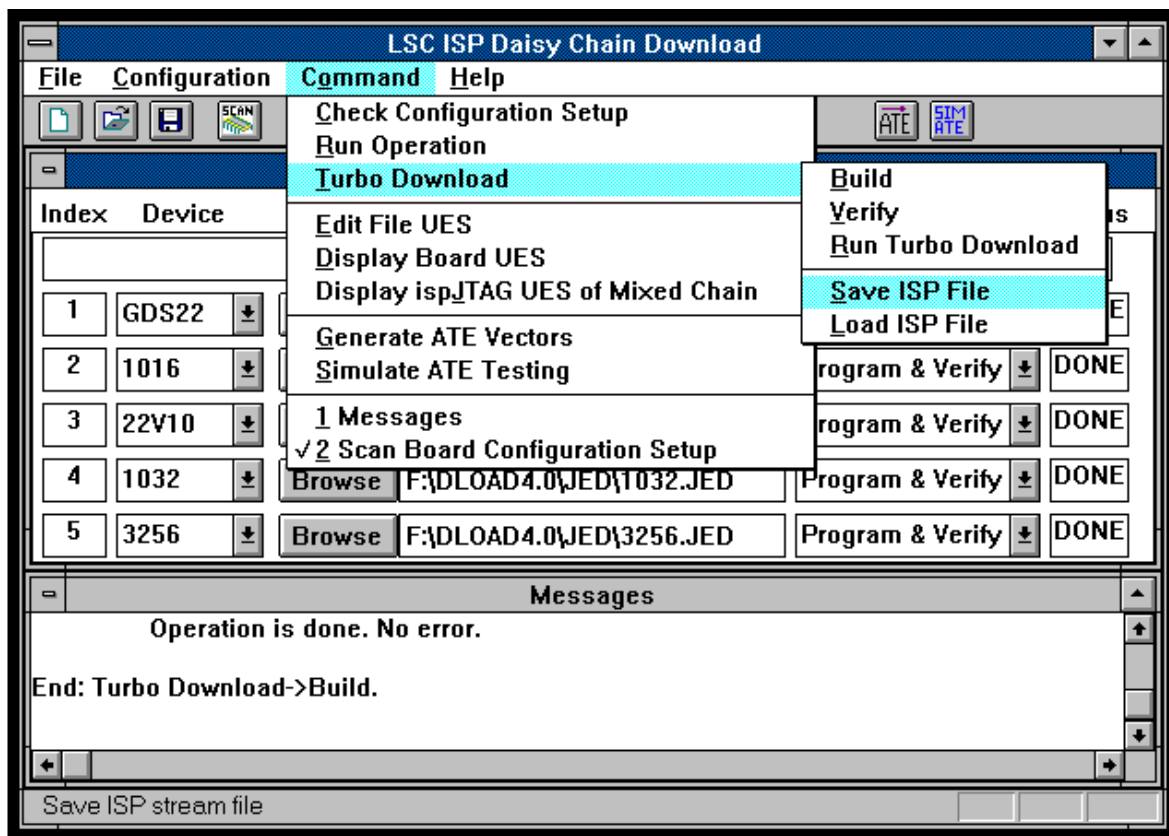 LSC ISP Daisy Chain Download
File Configuration Command Help
SCAN
ATE
SIM ATE
Check Configuration Setup
Run Operation
Turbo Download
Edit File UES
Display Board UES
Display ispJTAG UES of Mixed Chain
Generate ATE Vectors
Simulate ATE Testing
1 Messages
√2 Scan Board Configuration Setup
Build
Verify
Run Turbo Download
Save ISP File
Load ISP File
Index Device
1 GDS22
2 1016 rogram & Verify DONE
3 22V10 rogram & Verify DONE
4 1032 Browse F:\DLOAD4.0\JED\1032.JED Program & Verify DONE
5 3256 Browse F:\DLOAD4.0\JED\3256.JED Program & Verify DONE
Messages
Operation is done. No error.
End: Turbo Download->Build.
Save ISP stream file